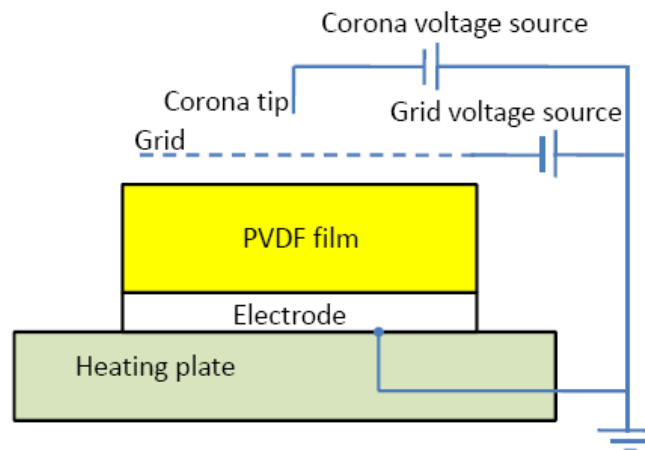 Corona voltage source
Corona tip
Grid voltage source
Grid
PVDF film
Electrode
Heating plate